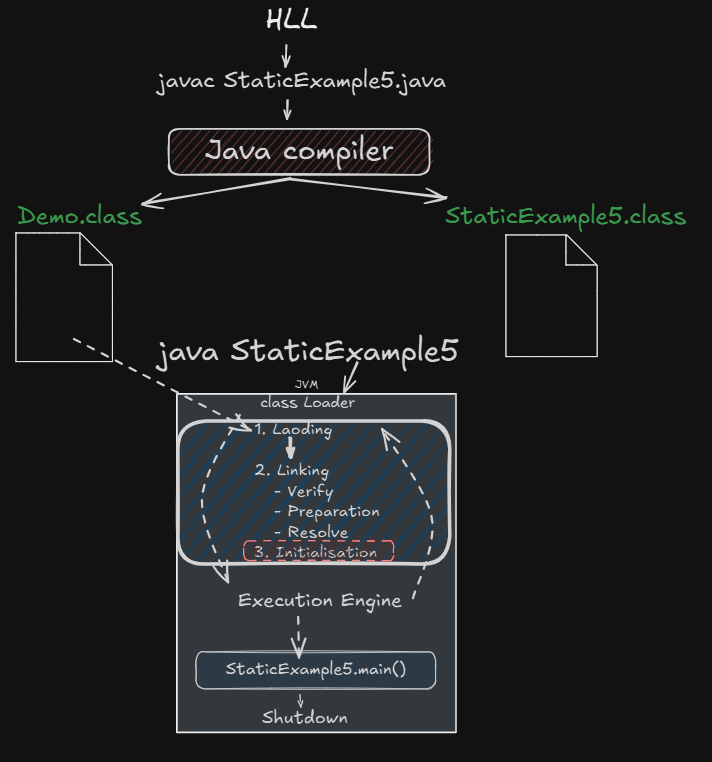 HLL
javac StaticExample5.java
Java compiler
Demo.class
StaticExample5.class
java StaticExample5
JVM
class Loader
1. Laoding
2. Linking
- Verify
- Preparation
- Resolve
3. Initialisation
Execution Engine
StaticExample5.main()
Shutdown